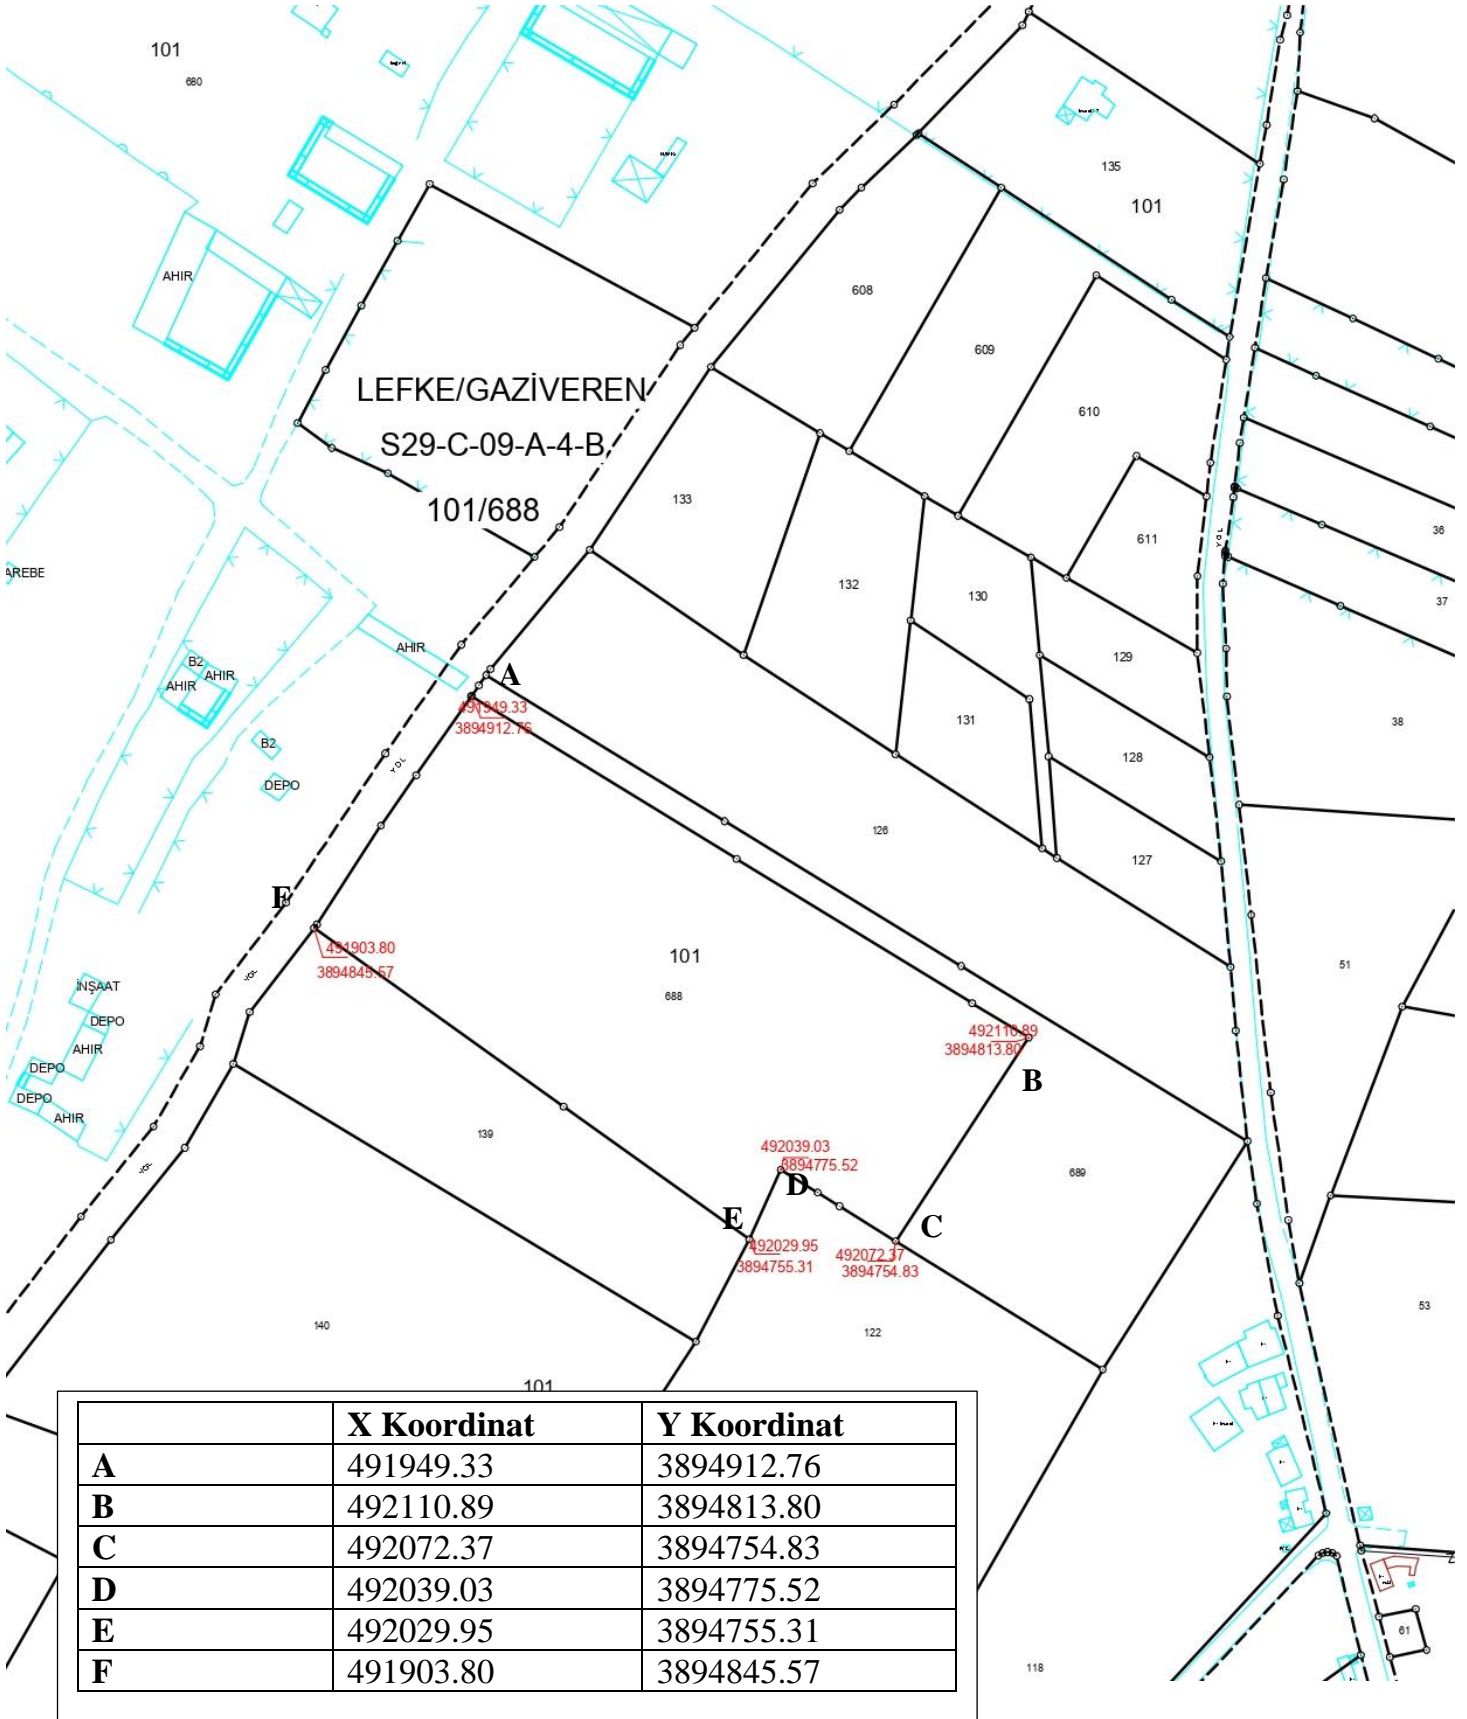 101
680
135
101
AHIR
608
609
LEFKE/GAZİVEREN
S29-C-09-A-4-B
101/688
610
133
611
36
AREBE
132
130
37
YOL
AHIR
129
B2
AHIR
AHIR
A
491949.33
3894912.76
131
38
B2
128
YOL
DEPO
126
127
F
491903.80
3894845.57
101
51
YOL
İNŞAAT
688
DEPO
492110.89
3894813.80
AHIR
DEPO
B
DEPO
AHIR
139
492039.03
3894775.52
689
YOL
D
E
C
492029.95
3894755.31
492072.37
3894754.83
53
140
122
101
X Koordinat Y Koordinat
A 491949.33 3894912.76
B 492110.89 3894813.80
C 492072.37 3894754.83
D 492039.03 3894775.52
E 492029.95 3894755.31
F 491903.80 3894845.57
61
118